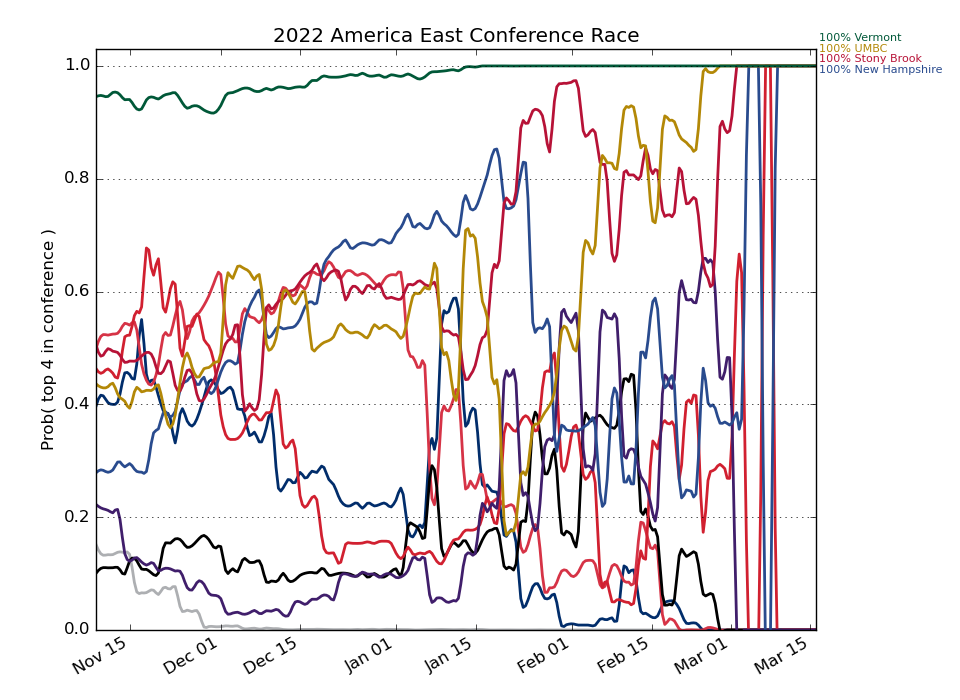 2022 America East Conference Race
100% Vermont
100% UMBC
100% Stony Brook
100% New Hampshire
Prob( top 4 in conference )
1.0
0.8
0.6
0.4
0.2
0.0
Nov 15
Dec 01
Dec 15
Jan 01
Jan 15
Feb 01
Feb 15
Mar 01
Mar 15